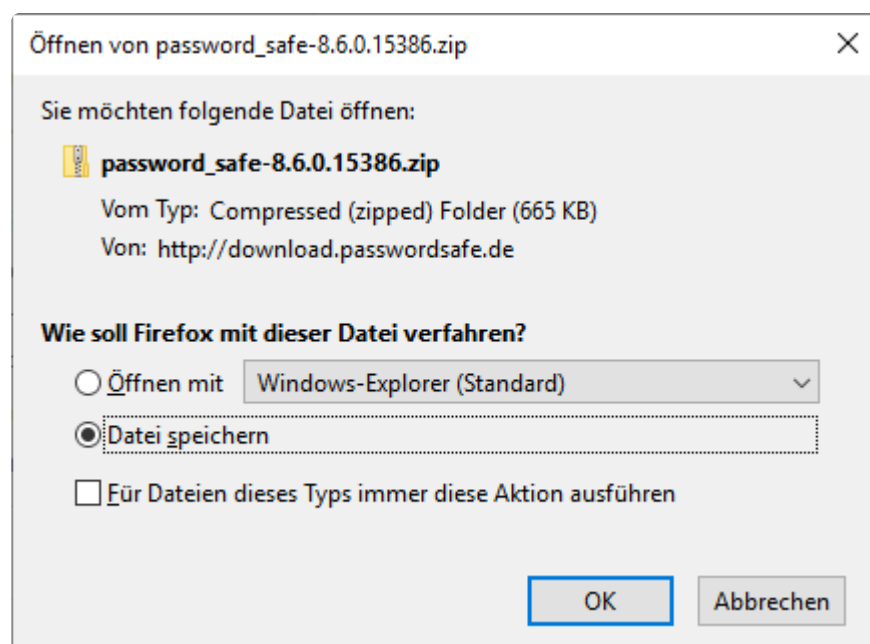 Öffnen von password_safe-8.6.0.15386.zip
Sie möchten folgende Datei öffnen:
password_safe-8.6.0.15386.zip
Vom Typ: Compressed (zipped) Folder (665 KB)
Von: http://download.passwordsafe.de
Wie soll Firefox mit dieser Datei verfahren?
Öffnen mit Windows-Explorer (Standard)
Datei speichern
Für Dateien dieses Typs immer diese Aktion ausführen
OK Abbrechen